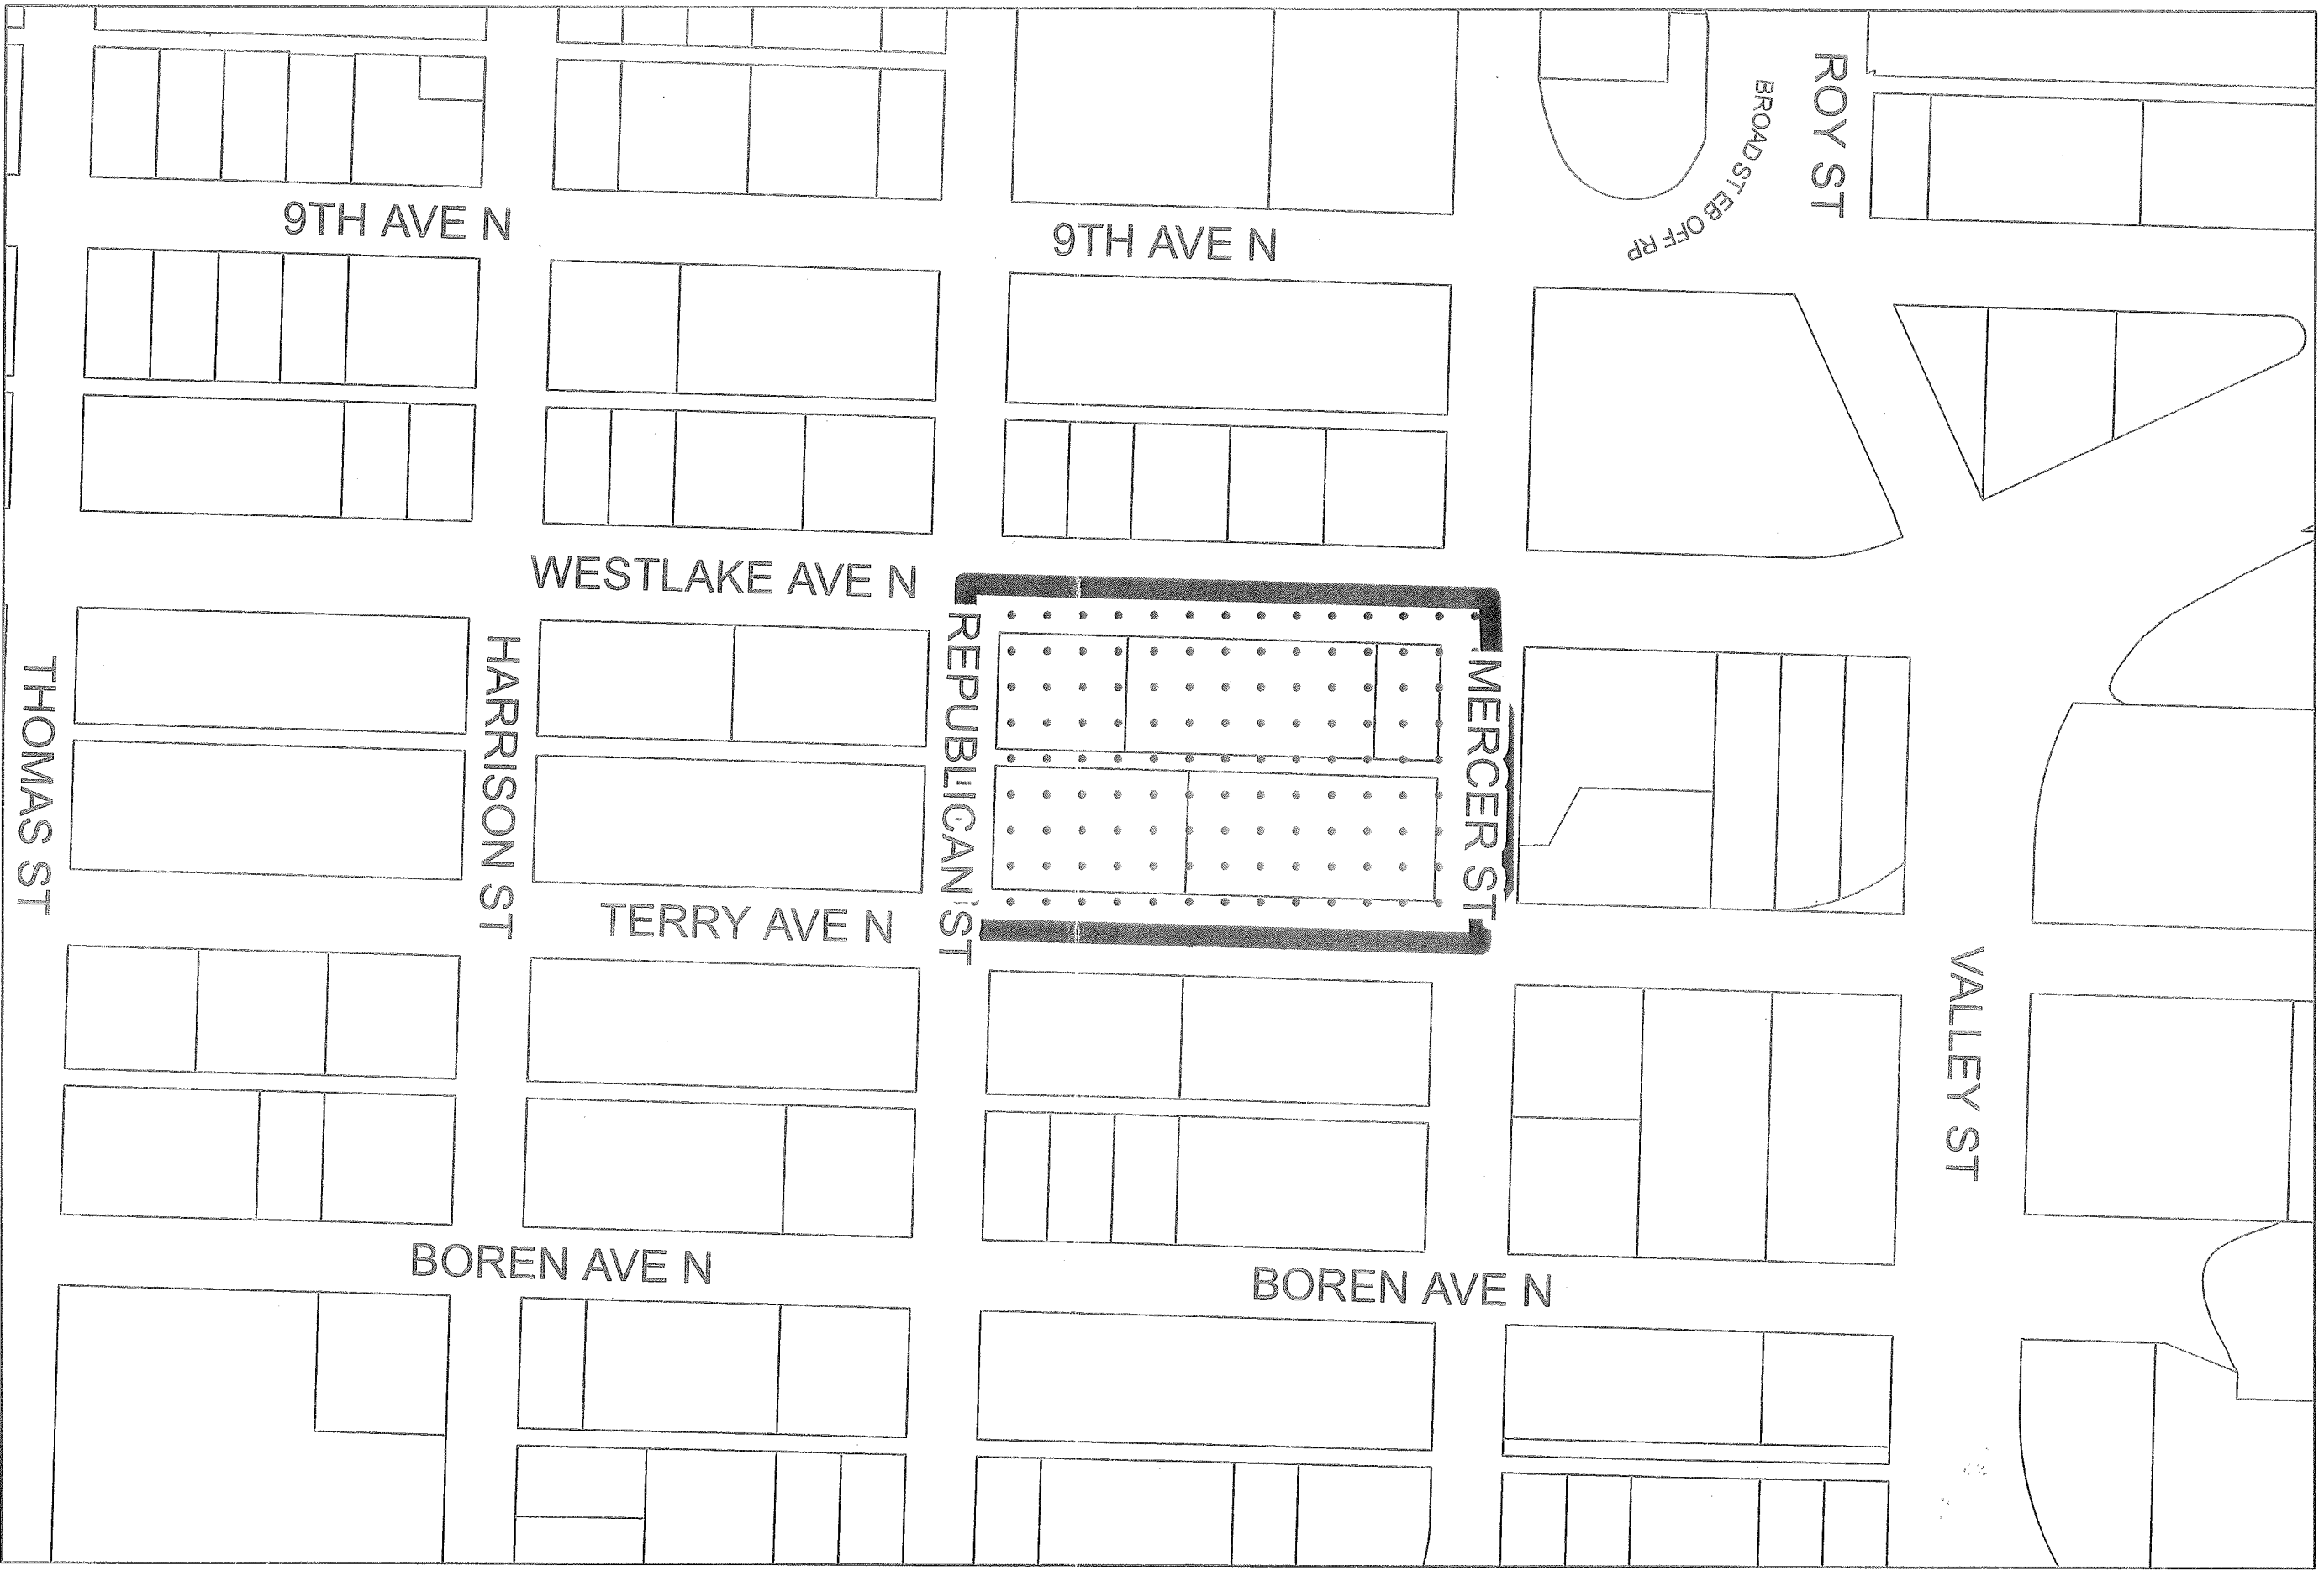 ROY ST
BROAD ST EB OFF RP
9TH AVE N
9TH AVE N
WESTLAKE AVE N
THOMAS ST
HARRISON ST
REPUBLICAN ST
MERCER ST
TERRY AVE N
VALLEY ST
BOREN AVE N
BOREN AVE N